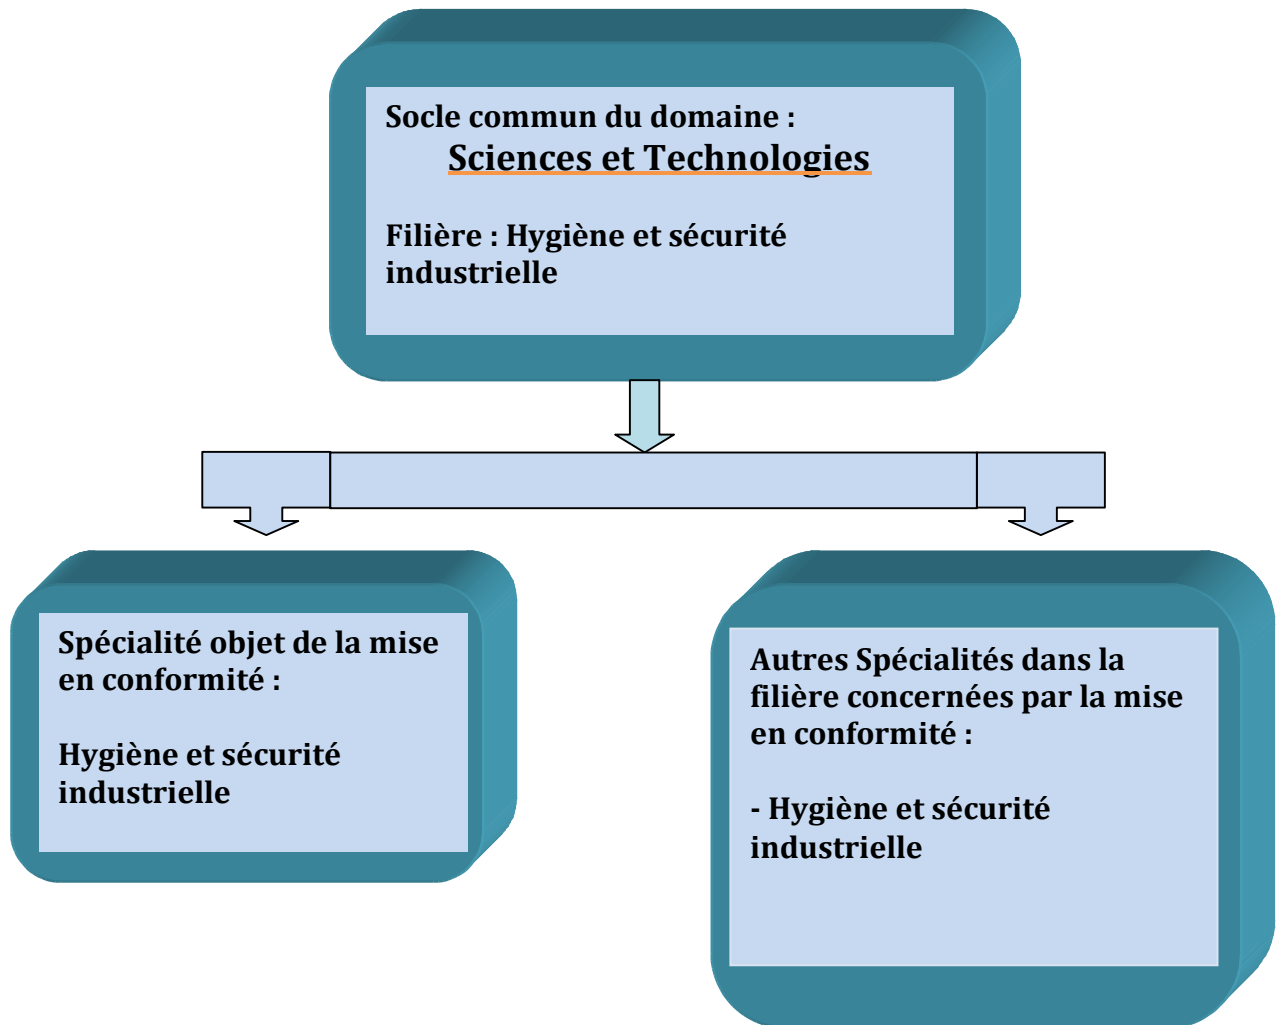 Socle commun du domaine :
Sciences et Technologies
Filière : Hygiène et sécurité
industrielle
Spécialité objet de la mise
en conformité :
Hygiène et sécurité
industrielle
Autres Spécialités dans la
filière concernées par la mise
en conformité :
- Hygiène et sécurité
industrielle